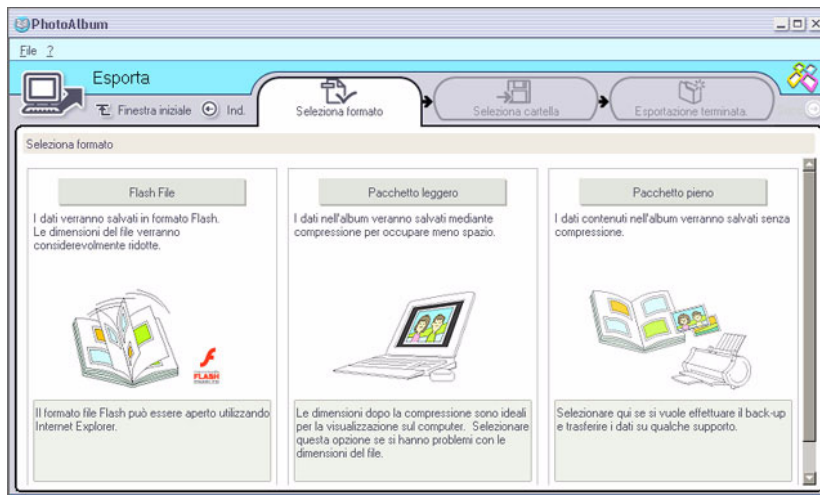 PhotoAlbum
File ?
Esporta
Finestra iniziale Ind.
Seleziona formato
Seleziona cartella
Esportazione terminata.
Seleziona formato
Flash File
I dati verranno salvati in formato Flash.
Le dimensioni del file verranno
considerevolmente ridotte.
FLASH
Il formato file Flash può essere aperto utilizzando
Internet Explorer.
Pacchetto leggero
I dati nell'album veranno salvati mediante
compressione per occupare meno spazio.
Le dimensioni dopo la compressione sono ideali
per la visualizzazione sul computer. Selezionare
questa opzione se si hanno problemi con le
dimensioni del file.
Pacchetto pieno
I dati contenuti nell'album verranno salvati senza
compressione.
Selezionare qui se si vuole effettuare il back-up
e trasferire i dati su qualche supporto.